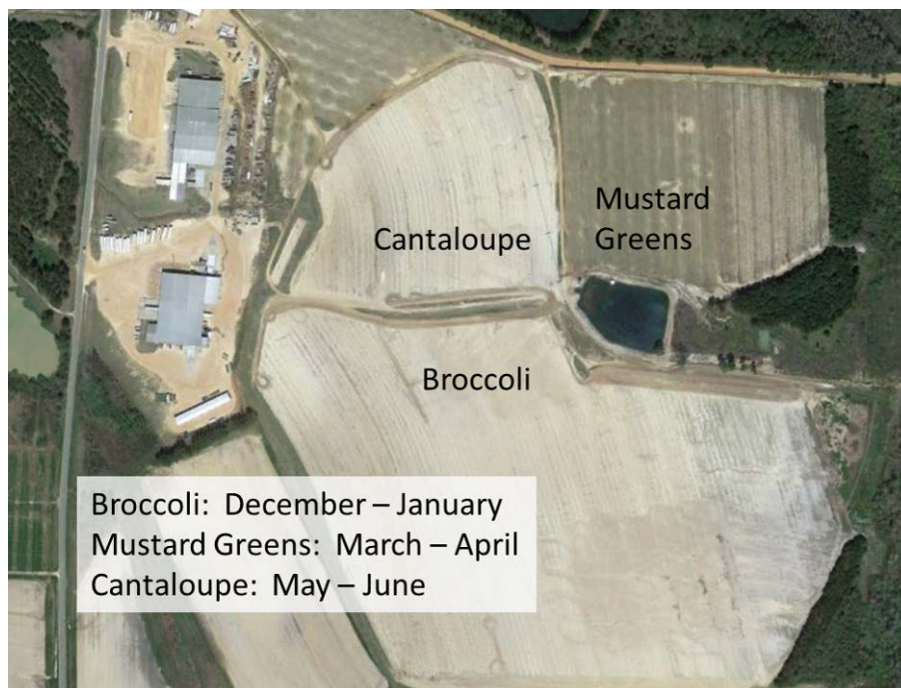 Mustard
Greens
Cantaloupe
Broccoli
Broccoli:  December – January
Mustard Greens:  March – April
Cantaloupe:  May – June